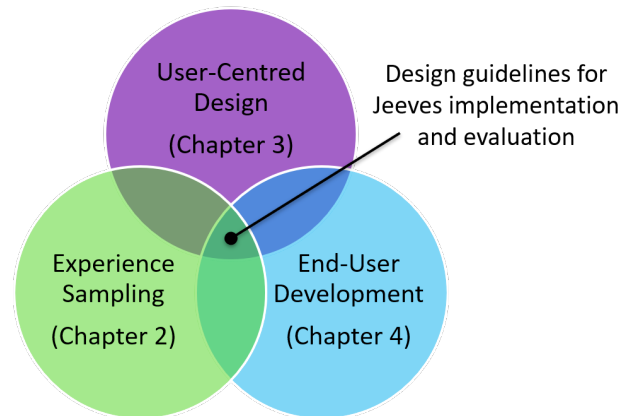 User-Centred
Design
(Chapter 3)
Design guidelines for
Jeeves implementation
and evaluation
Experience
Sampling
(Chapter 2)
End-User
Development
(Chapter 4)